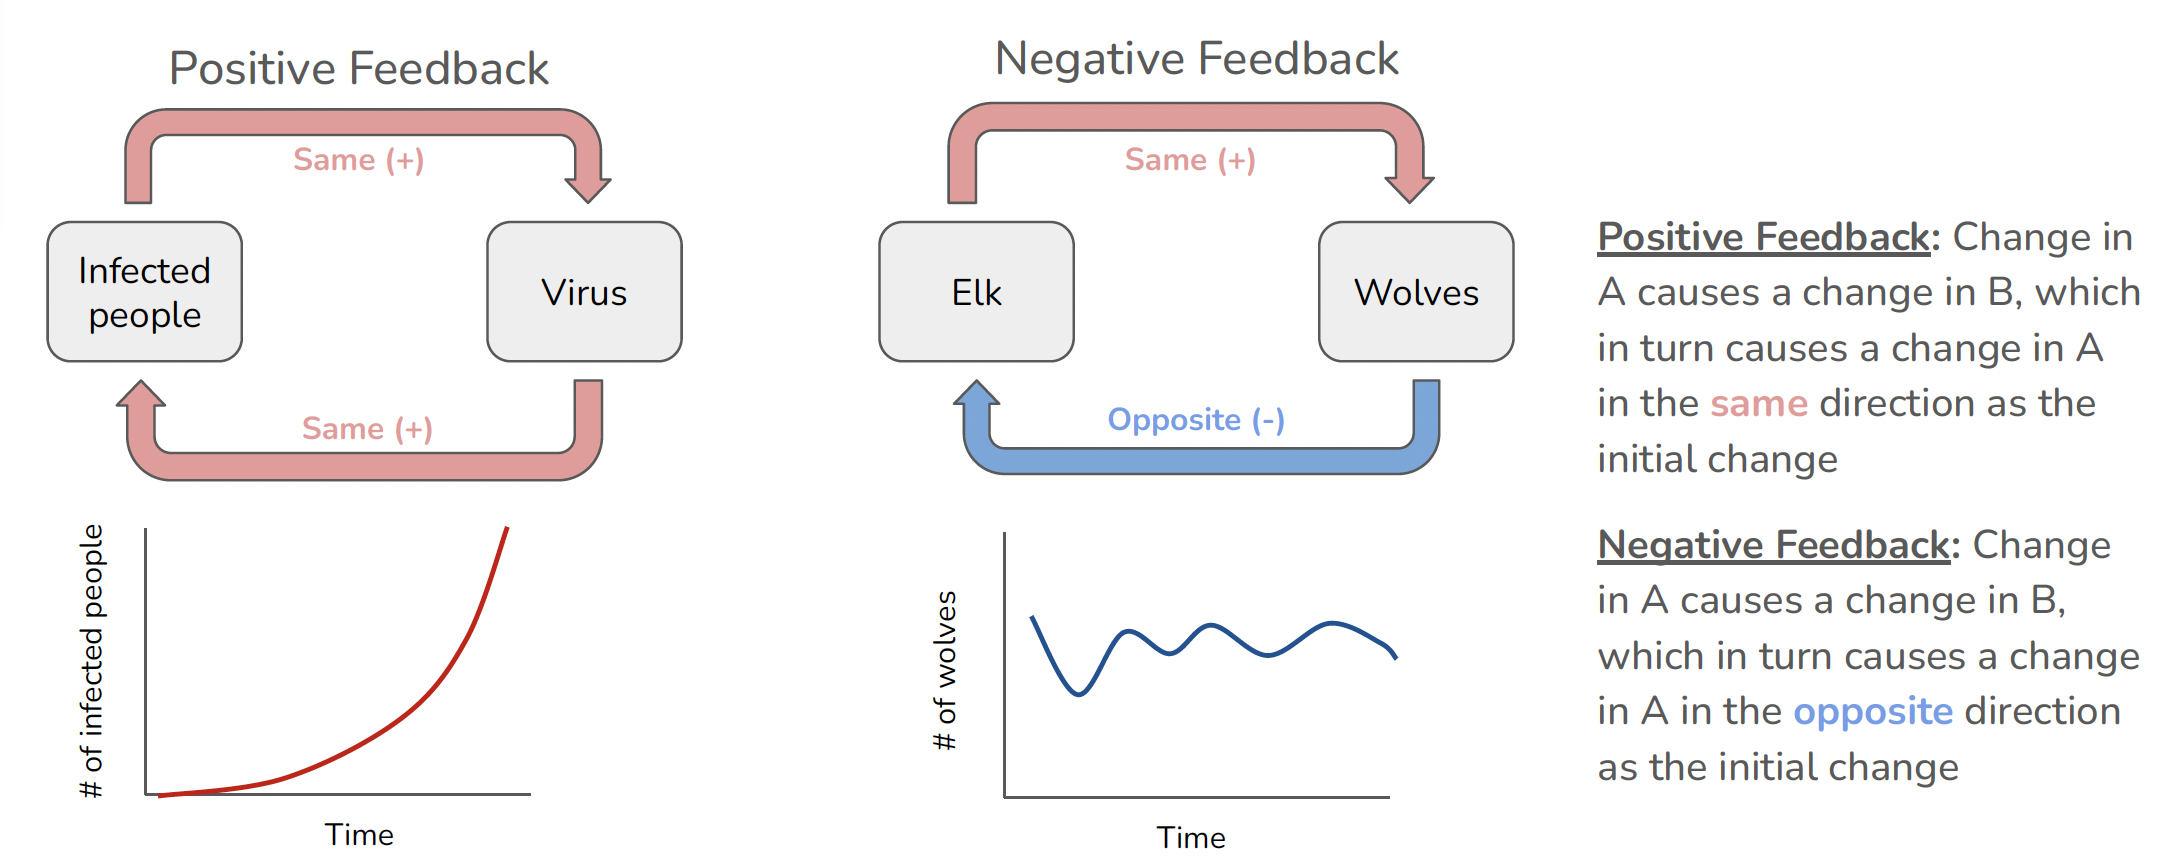 Positive Feedback
Same (+)
Infected
people
Virus
Same (+)
# of infected people
Time
Negative Feedback
Same (+)
Elk
Wolves
Opposite (-)
# of wolves
Time
Positive Feedback: Change in
A causes a change in B, which
in turn causes a change in A
in the same direction as the
initial change
Negative Feedback: Change
in A causes a change in B,
which in turn causes a change
in A in the opposite direction
as the initial change